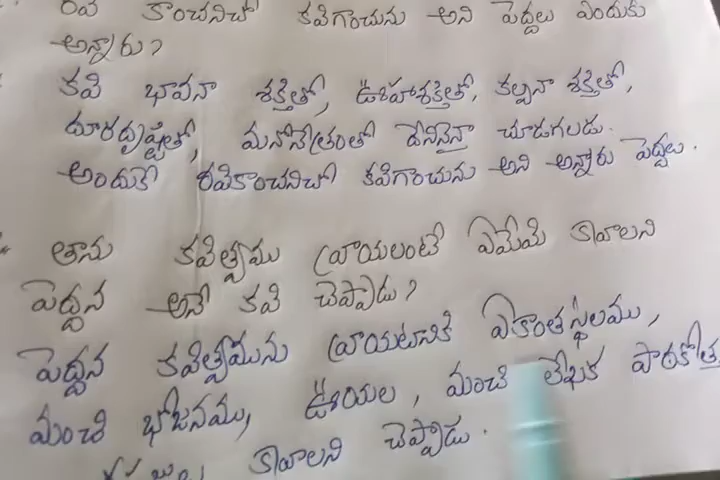 రవి కాంచనిచో కవిగాంచును అని పెద్దలు ఎందుకు
అన్నారు?
కవి భావనా శక్తితో, ఊహాశక్తితో, కల్పనా శక్తితో,
దూరదృష్టితో, మనోనేత్రంతో దేనినైనా చూడగలడు.
అందుకే రవికాంచనిచో కవిగాంచును అని అన్నారు పెద్దలు.
* తాను కవిత్వము వ్రాయలంటే ఏమేమి కావాలని
పెద్దన అనే కవి చెప్పాడు?
పెద్దన కవిత్వమును వ్రాయటానికి ఏకాంతస్థలము,
మంచి భోజనము, ఊయల, మంచి లేఖక పాఠకోత్త
కావాలని చెప్పాడు.